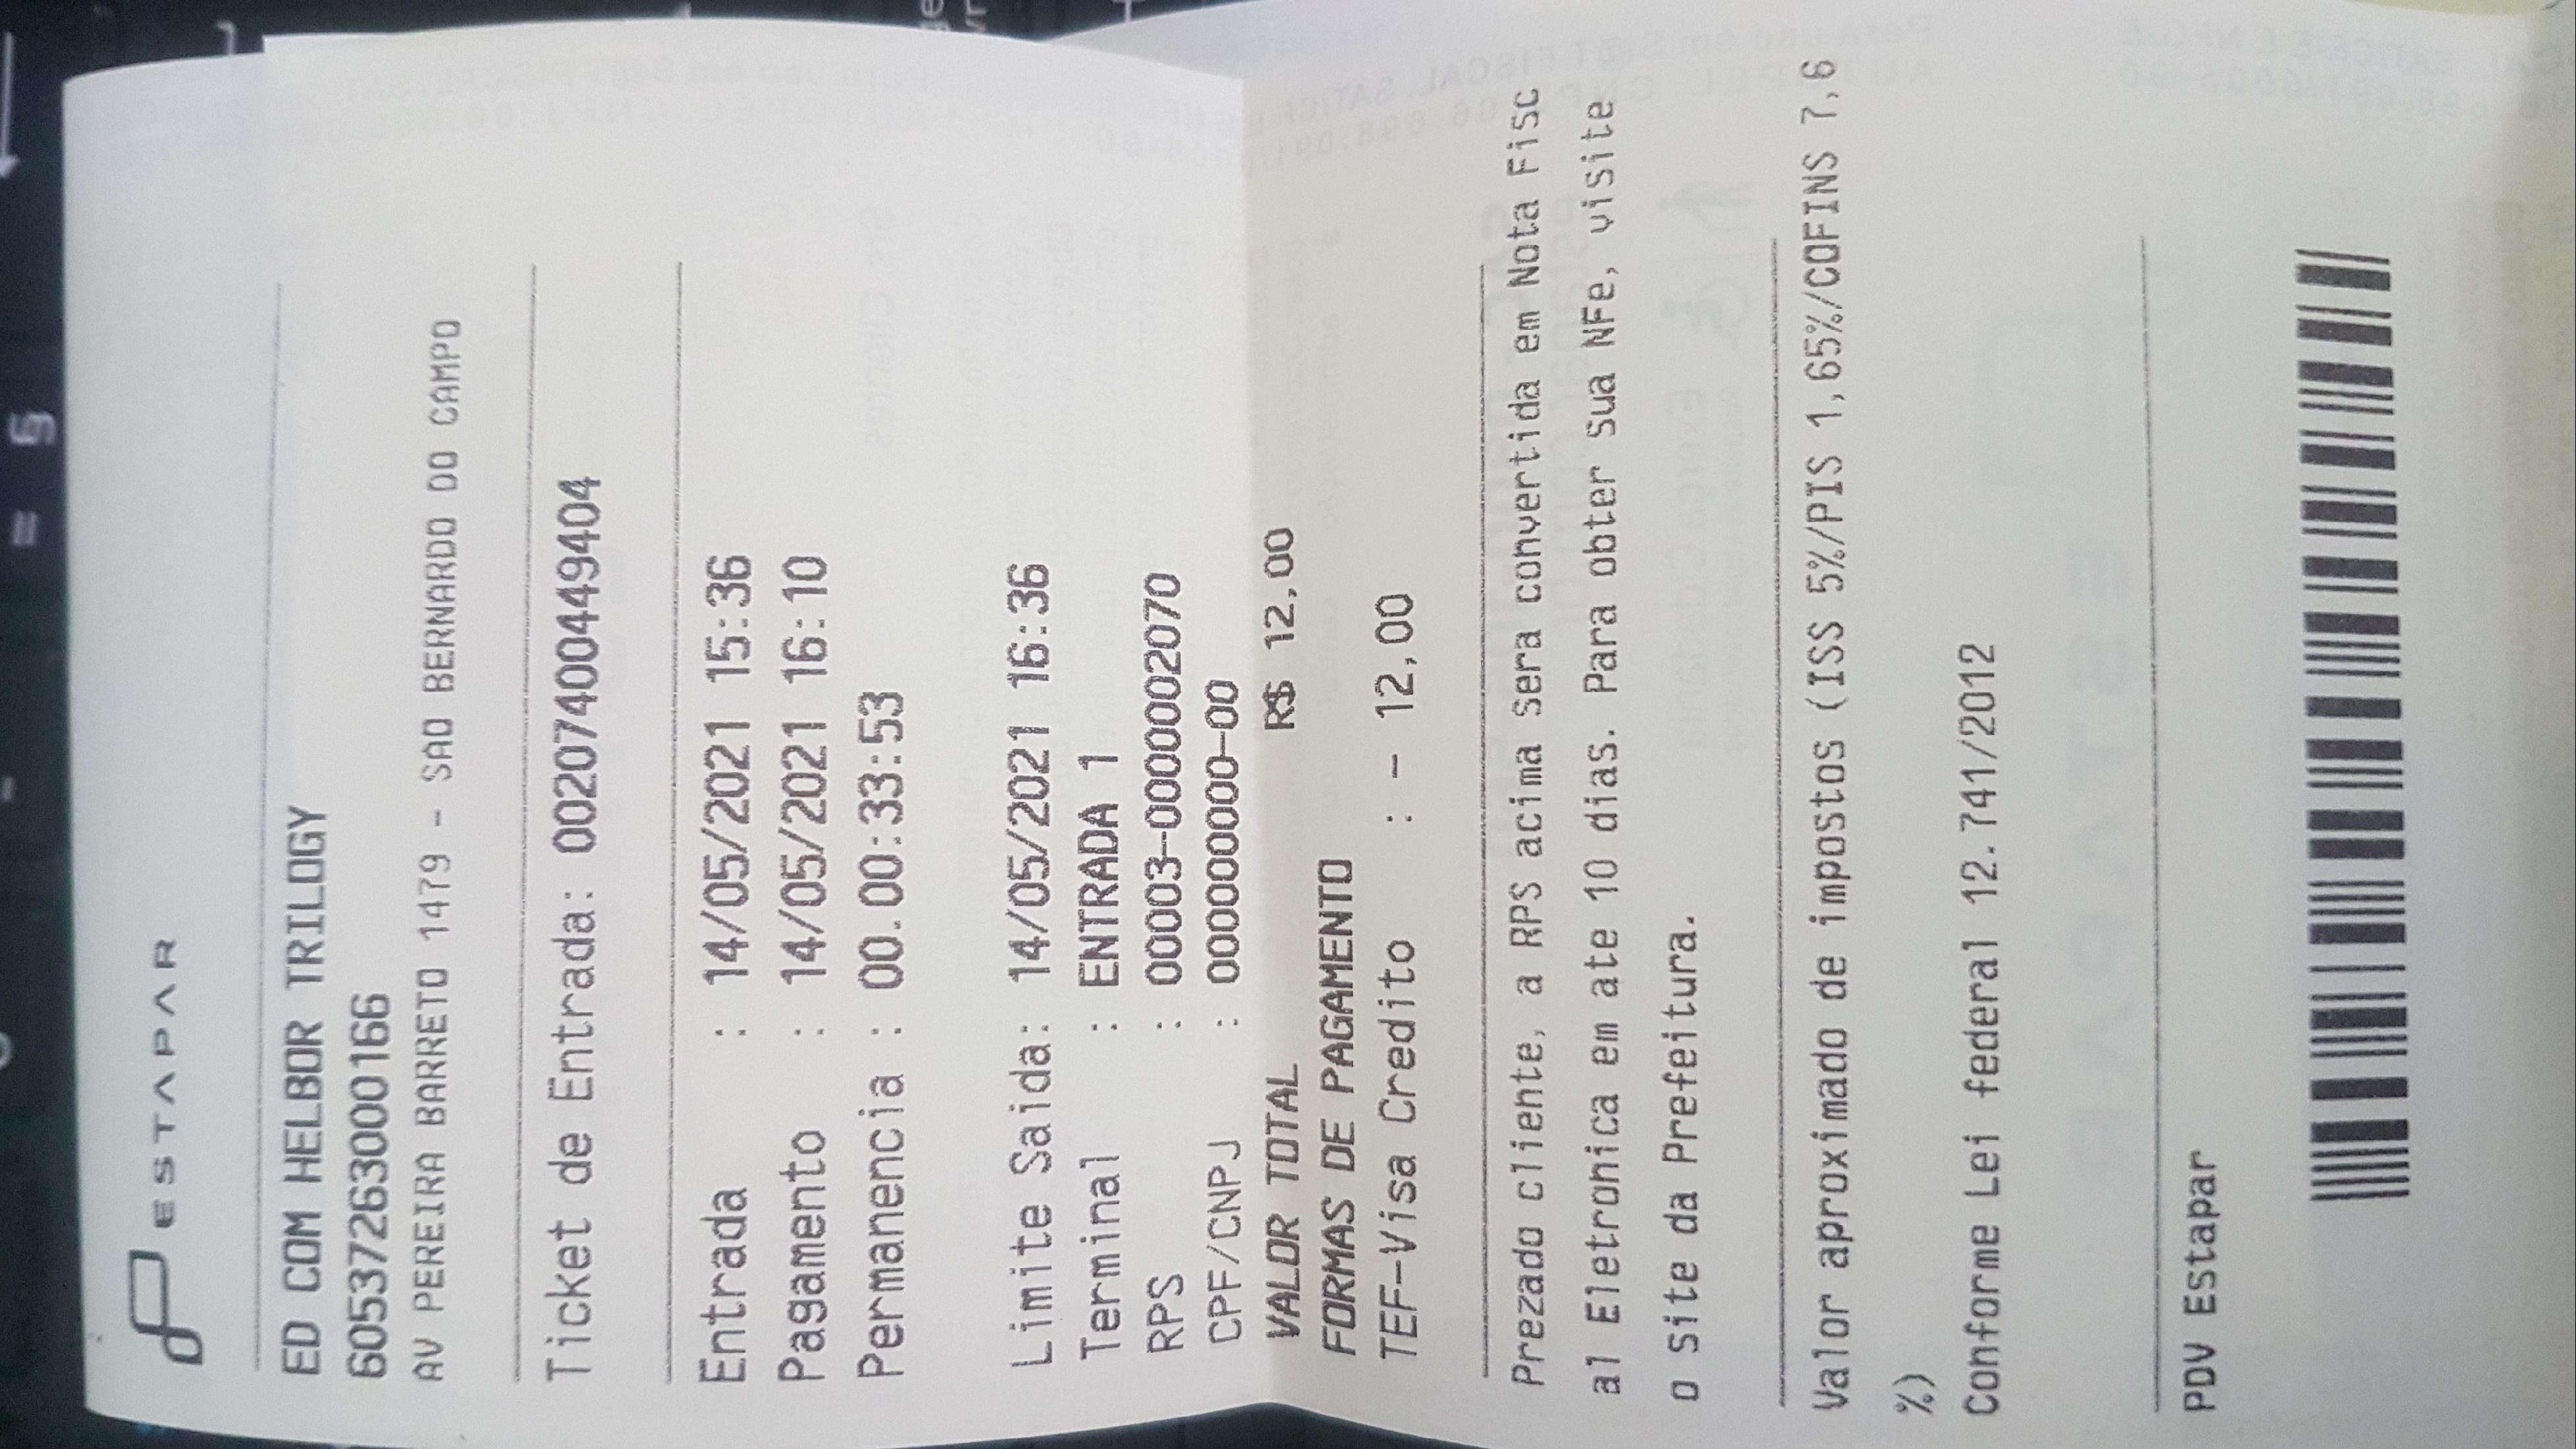 ESTAPAR
ED COM HELBOR TRILOGY
60537263000166
AV PEREIRA BARRETO 1479 - SAO BERNARDO DO CAMPO
Ticket de Entrada: 002074004494​04
Entrada : 14/05/2021 15:36
Pagamento : 14/05/2021 16:10
Permanencia : 00.00:33:53
Limite Saida: 14/05/2021 16:36
Terminal : ENTRADA 1
RPS : 00003-0000002070
CPF/CNPJ : 00000000-00
VALOR TOTAL R$ 12,00
FORMAS DE PAGAMENTO
TEF-Visa Credito : - 12,00
Prezado cliente, a RPS acima sera convertida em Nota Fisc
al Eletronica em ate 10 dias. Para obter sua NFe, visite
o site da Prefeitura.
Valor aproximado de impostos (ISS 5%/PIS 1,65%/COFINS 7,6
%)
Conforme Lei federal 12.741/2012
PDV Estapar